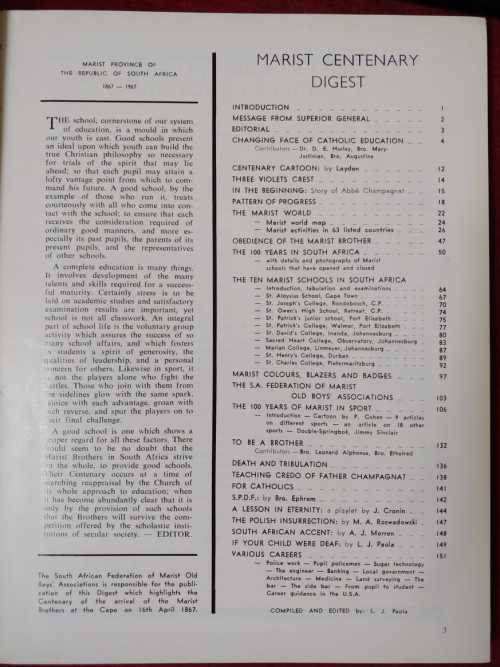 MARIST PROVINCE OF
THE REPUBLIC OF SOUTH AFRICA
1867 — 1967
THE school, cornerstone of our system
of education, is a mould in which
our youth is cast. Good schools present
an ideal upon which youth can build the
true Christian philosophy so necessary
for trials of the spirit that may lie
ahead; so that each pupil may attain a
lofty vantage point from which to com-
mand his future. A good school, by the
example of those who run it, treats
courteously with all who come into con-
tact with the school; to ensure that each
receives the consideration required of
ordinary good manners, and more es-
pecially its past pupils, the parents of its
present pupils, and the representatives
of other schools.
A complete education is many things.
It involves development of the many
talents and skills required for a success-
ful maturity. Certainly stress is to be
laid on academic studies and satisfactory
examination results are important, yet
school is not all classwork. An integral
part of school life is the voluntary group
activity which ensures the success of so
many school affairs, and which fosters
in students a spirit of generosity, the
qualities of leadership, and a personal
concern for others. Likewise in sport, it
is not the players alone who fight the
battles. Those who join with them from
the sidelines glow with the same spark,
rejoice with each advantage, groan with
each reverse, and spur the players on to
their final challenge.
A good school is one which shows a
proper regard for all these factors. There
would seem to be no doubt that the
Marist Brothers in South Africa strive
on the whole, to provide good schools.
Their Centenary occurs at a time the
searching reappraisal by the Church of
its whole approach to education; when
it has become abundantly clear that it is
only by the provision of such schools
that the Brothers will survive the com-
petition offered by the scholastic insti-
tutions of secular society. — EDITOR.
The South African Federation of Marist Old
Boys' Associations is responsible for the publi-
cation of this Digest which highlights the
Centenary of the arrival of the Marist
Brothers at the Cape on 16th April 1867.
MARIST CENTENARY
DIGEST
INTRODUCTION 1
MESSAGE FROM SUPERIOR GENERAL 2
EDITORIAL 3
CHANGING FACE OF CATHOLIC EDUCATION 4
Contributors — Dr. D. E. Hurley, Bro. Mary-
Justinian, Bro. Augustine
CENTENARY CARTOON: by Leyden 12
THREE VIOLETS CREST 14
IN THE BEGINNING: Story of Abbé Champagnat 15
PATTERN OF PROGRESS 18
THE MARIST WORLD 22
— Marist world map 24
— Marist activities in 63 listed countries 26
OBEDIENCE OF THE MARIST BROTHER 47
THE 100 YEARS IN SOUTH AFRICA 50
— with details and photographs of Marist
schools that have opened and closed
THE TEN MARIST SCHOOLS IN SOUTH AFRICA
— Introduction, tabulation and examinations 64
— St. Aloysius School, Cape Town 67
— St. Joseph's College, Rondebosch, C.P. 70
— St. Owen's High School, Retreat, C.P. 74
— St. Patrick's junior school, Port Elizabeth 75
— St. Patrick's College, Walmer, Port Elizabeth 77
— St. David's College, Inanda, Johannesburg 80
— Sacred Heart College, Observatory, Johannesburg 83
— Marian College, Linmeyer, Johannesburg 87
— St. Henry's College, Durban 89
— St. Charles College, Pietermaritzburg 92
MARIST COLOURS, BLAZERS AND BADGES 97
THE S.A. FEDERATION OF MARIST
OLD BOYS' ASSOCIATIONS 103
THE 100 YEARS OF MARIST IN SPORT 106
— Introduction — Cartoon by P. Cohen — 9 articles
on different sports — an article on 18 other
sports — Double-Springbok, Jimmy Sinclair
TO BE A BROTHER 132
Contributors — Bro. Leonard Alphonse, Bro. Ethelred
DEATH AND TRIBULATION 136
TEACHING CREDO OF FATHER CHAMPAGNAT 138
FOR CATHOLICS 141
S.P.D.F.: by Bro. Ephrem 142
A LESSON IN ETERNITY: a playlet by J. Cronin 144
THE POLISH INSURRECTION: by M. A. Rzewadowski 147
SOUTH AFRICAN ACCENT: by A. J. Morren 148
IF YOUR CHILD WERE DEAF: by L. J. Paola 149
VARIOUS CAREERS 151
— Police work — Pupil policemen — Super technology
— The engineer — Banking — Local government —
Architecture — Medicine — Land surveying — The
bar — The side bar — From pupil to student —
Career guidance in the U.S.A.
COMPILED AND EDITED by: L. J. Paola
3